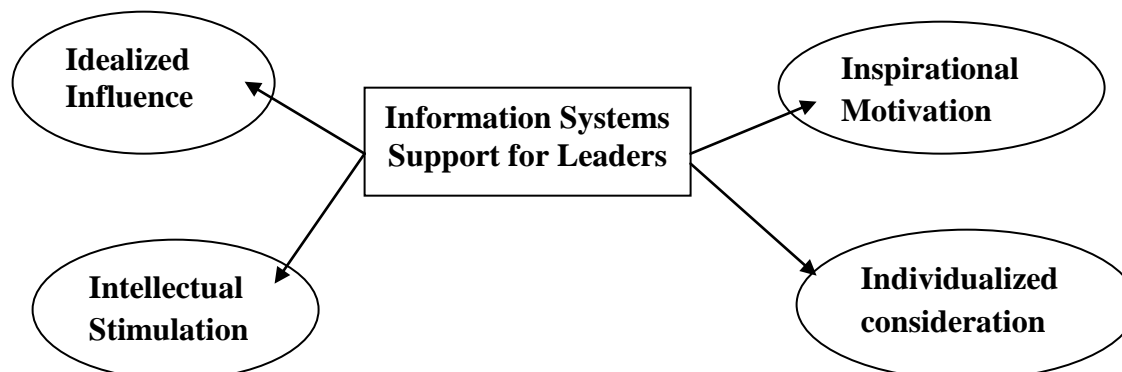 Idealized
Influence
Information Systems
Support for Leaders
Inspirational
Motivation
Intellectual
Stimulation
Individualized
consideration